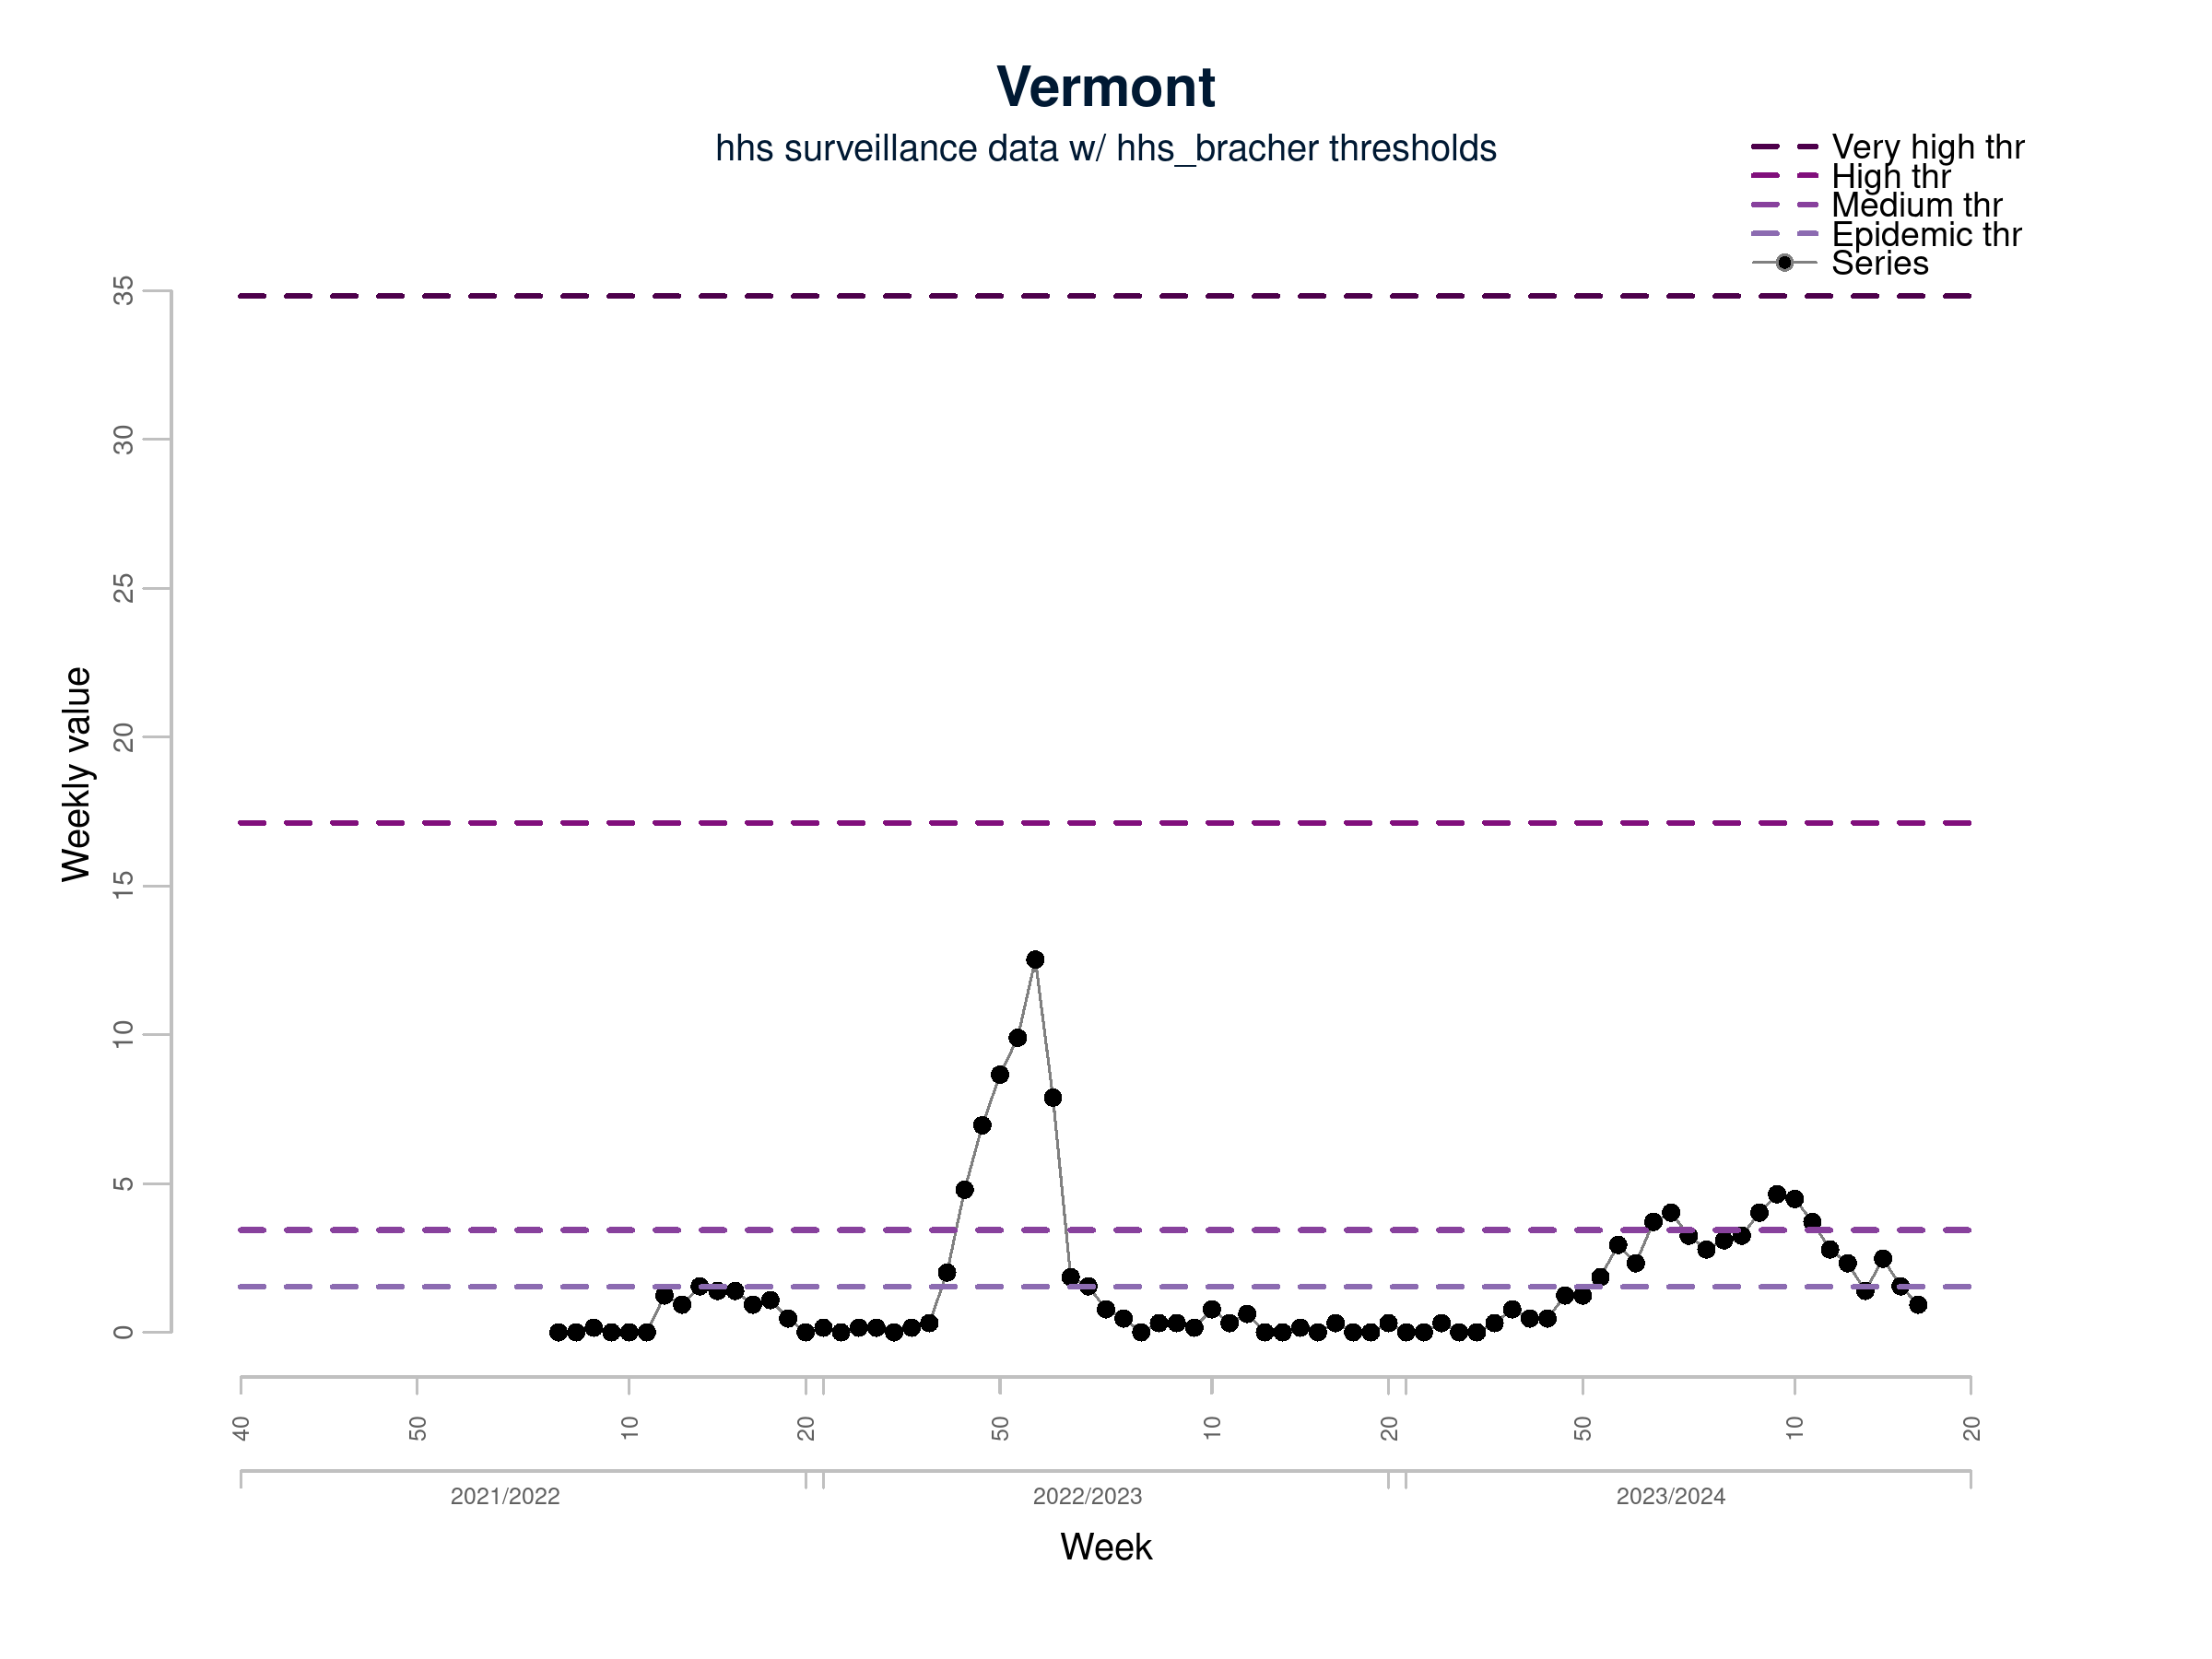 Vermont
hhs surveillance data w/ hhs_bracher thresholds
Very high thr
High thr
Medium thr
Epidemic thr
Series
35
30
25
20
15
10
5
0
Weekly value
40 50 10 20 50 10 20 50 10 20
2021/2022 2022/2023 2023/2024
Week